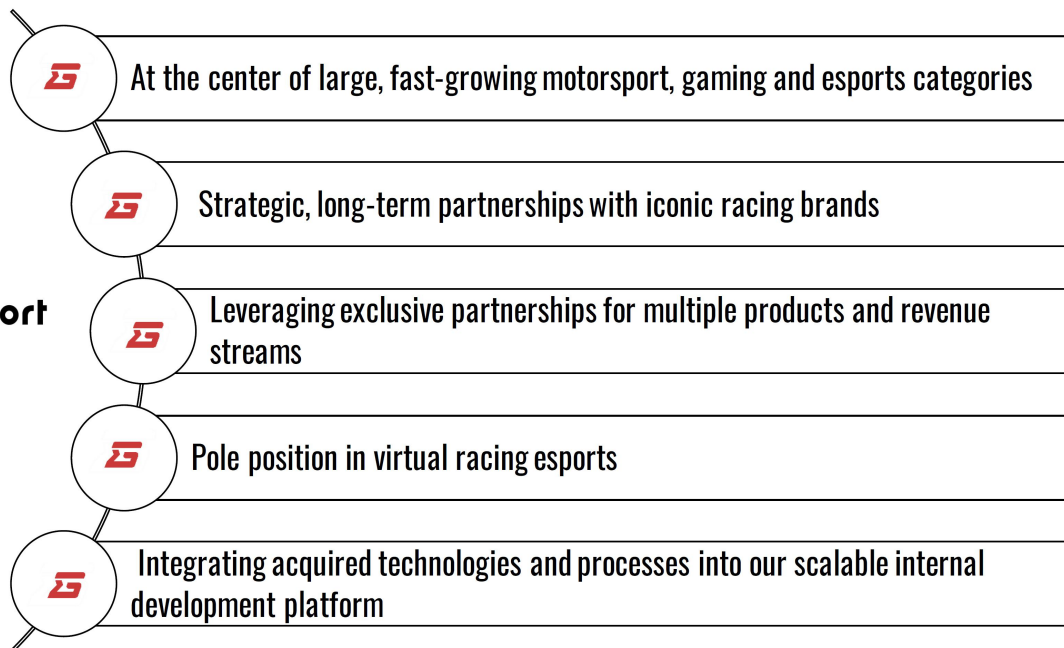 At the center of large, fast-growing motorsport, gaming and esports categories
Strategic, long-term partnerships with iconic racing brands
ort
Leveraging exclusive partnerships for multiple products and revenue
streams
Pole position in virtual racing esports
Integrating acquired technologies and processes into our scalable internal
development platform